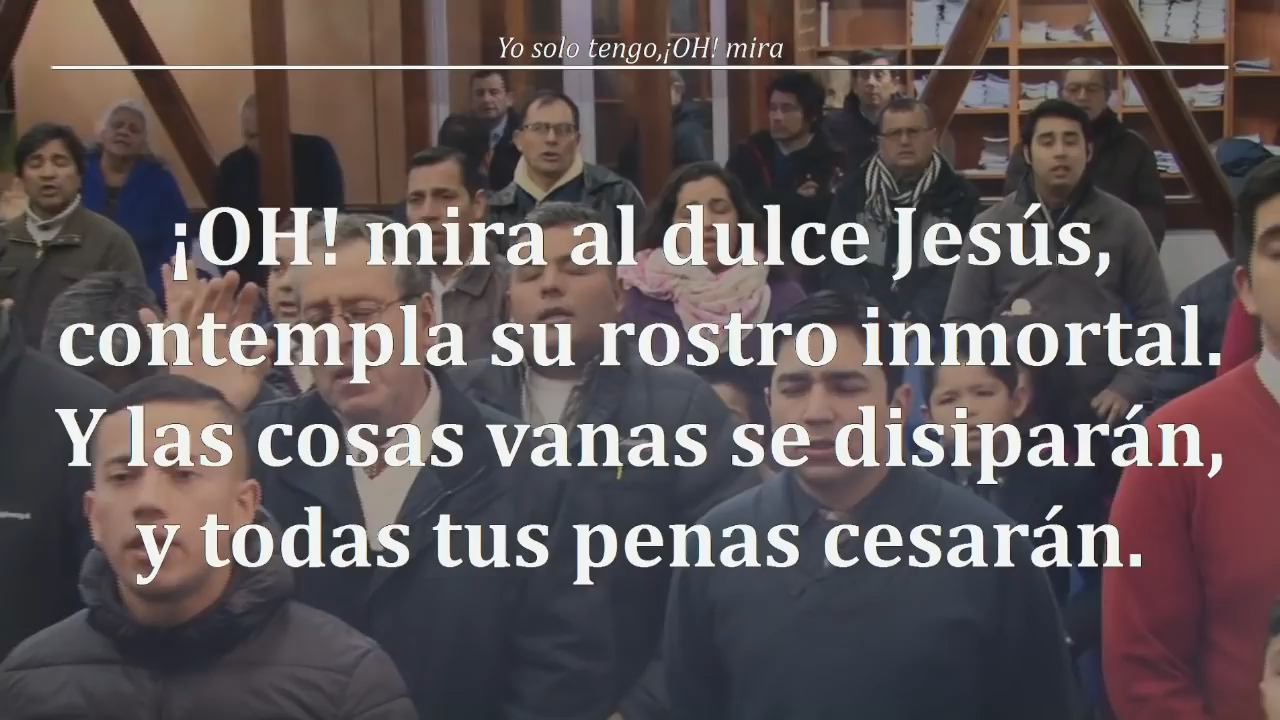 Yo solo tengo,¡OH! mira
¡OH! mira al dulce Jesús,
contempla su rostro inmortal.
Y las cosas vanas se disiparán,
y todas tus penas cesarán.